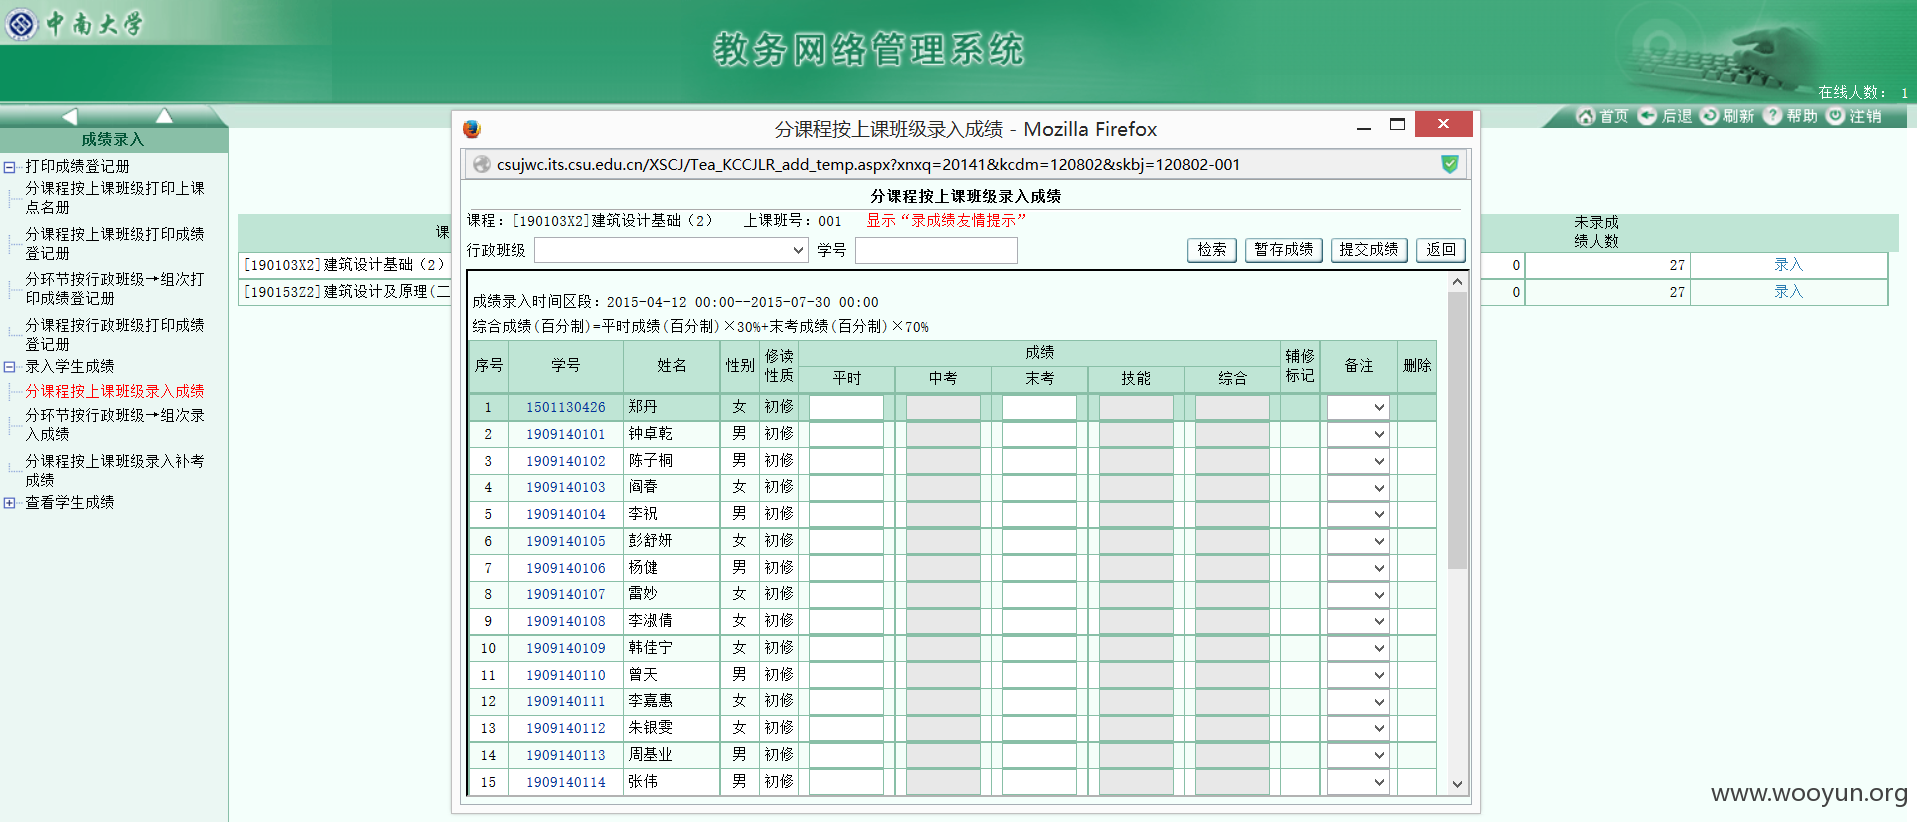 中南大学
教务网络管理系统
在线人数： 1
首页 后退 刷新 帮助 注销
成绩录入
打印成绩登记册
分课程按上课班级打印上课
点名册
分课程按上课班级打印成绩
登记册
分环节按行政班级→组次打
印成绩登记册
分课程按行政班级打印成绩
登记册
录入学生成绩
分课程按上课班级录入成绩
分环节按行政班级→组次录
入成绩
分课程按上课班级录入补考
成绩
查看学生成绩
课
[190103X2]建筑设计基础（2）
[190153Z2]建筑设计及原理(二
未录成
绩人数
0 27 录入
0 27 录入
分课程按上课班级录入成绩 - Mozilla Firefox
csujwc.its.csu.edu.cn/XSCJ/Tea_KCCJLR_add_temp.aspx?xnxq=20141&kcdm=120802&skbj=120802-001
分课程按上课班级录入成绩
课程：[190103X2]建筑设计基础（2） 上课班号：001 显示“录成绩友情提示”
行政班级 学号 检索 暂存成绩 提交成绩 返回
成绩录入时间区段：2015-04-12 00:00--2015-07-30 00:00
综合成绩(百分制)=平时成绩(百分制)×30%+末考成绩(百分制)×70%
序号 学号 姓名 性别 修读性质 成绩 辅修标记 备注 删除
平时 中考 末考 技能 综合
1 1501130426 郑丹 女 初修
2 1909140101 钟卓乾 男 初修
3 1909140102 陈子桐 男 初修
4 1909140103 阎春 女 初修
5 1909140104 李祝 男 初修
6 1909140105 彭舒妍 女 初修
7 1909140106 杨健 男 初修
8 1909140107 雷妙 女 初修
9 1909140108 李淑倩 女 初修
10 1909140109 韩佳宁 女 初修
11 1909140110 曾天 男 初修
12 1909140111 李嘉惠 女 初修
13 1909140112 朱银雯 女 初修
14 1909140113 周基业 男 初修
15 1909140114 张伟 男 初修
www.wooyun.org